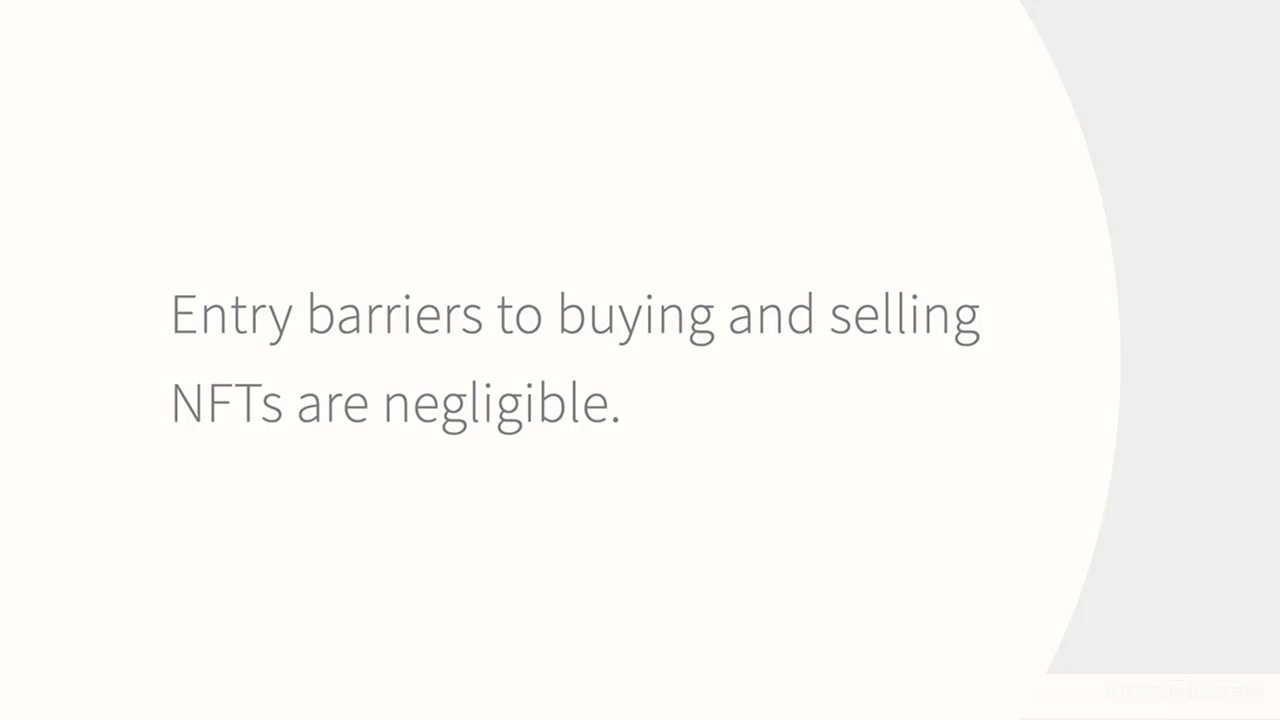 Entry barriers to buying and selling
NFTs are negligible.